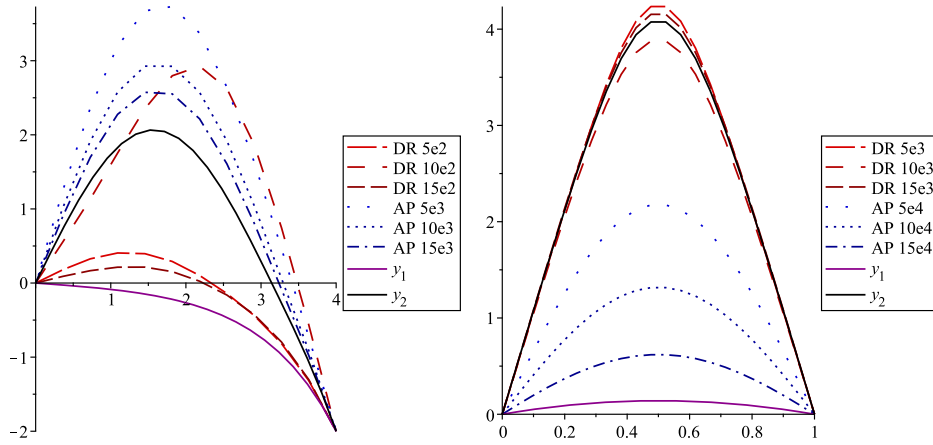 3
2
1
0
−1
−2
1
2
3
4
DR 5e2
DR 10e2
DR 15e2
AP 5e3
AP 10e3
AP 15e3
y1
y2
4
3
2
1
0
0
0.2
0.4
0.6
0.8
1
DR 5e3
DR 10e3
DR 15e3
AP 5e4
AP 10e4
AP 15e4
y1
y2